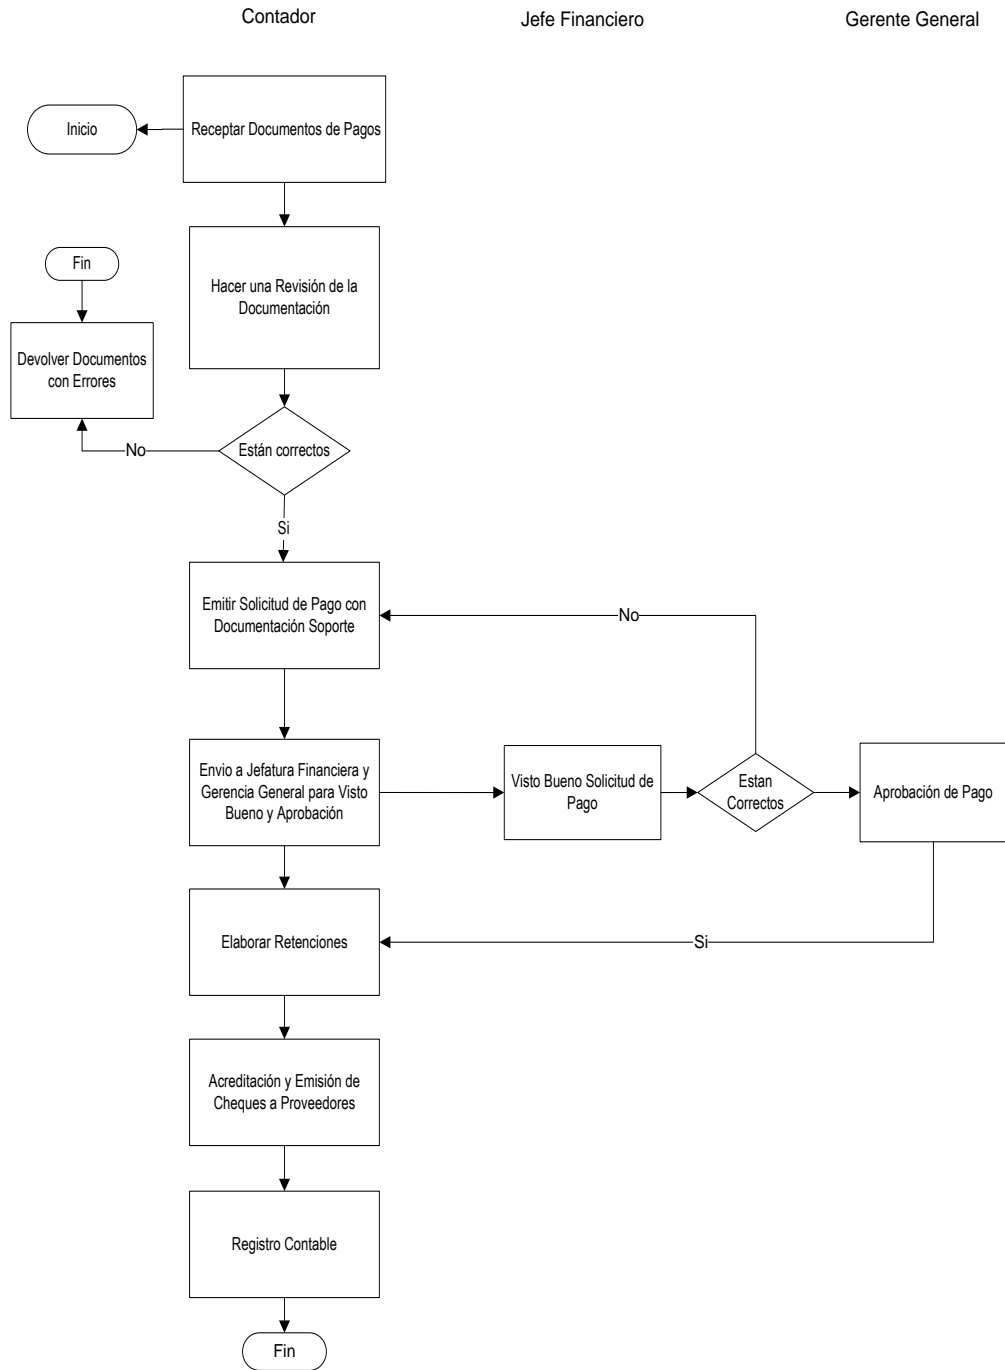 Contador
Jefe Financiero
Gerente General
Inicio
Receptar Documentos de Pagos
Fin
Hacer una Revisión de la
Documentación
Devolver Documentos
con Errores
No
Están correctos
Si
Emitir Solicitud de Pago con
Documentación Soporte
No
Envio a Jefatura Financiera y
Gerencia General para Visto
Bueno y Aprobación
Visto Bueno Solicitud de
Pago
Estan
Correctos
Aprobación de Pago
Elaborar Retenciones
Si
Acreditación y Emisión de
Cheques a Proveedores
Registro Contable
Fin